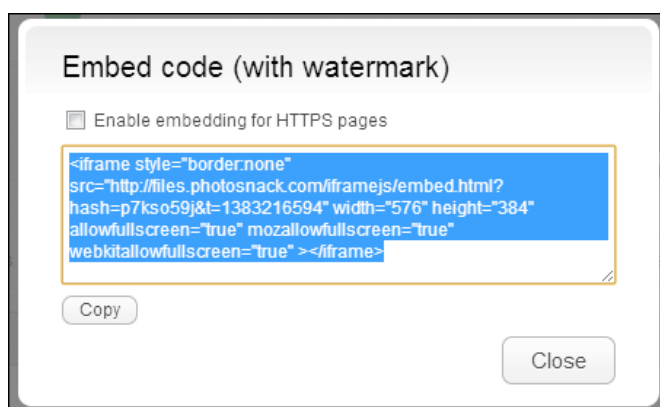 Embed code (with watermark)
Enable embedding for HTTPS pages
<iframe style="border:none"
src="http://files.photosnack.com/iframejs/embed.html?
hash=p7kso59j&t=1383216594" width="576" height="384"
allowfullscreen="true" mozallowfullscreen="true"
webkitallowfullscreen="true" ></iframe>
Copy
Close